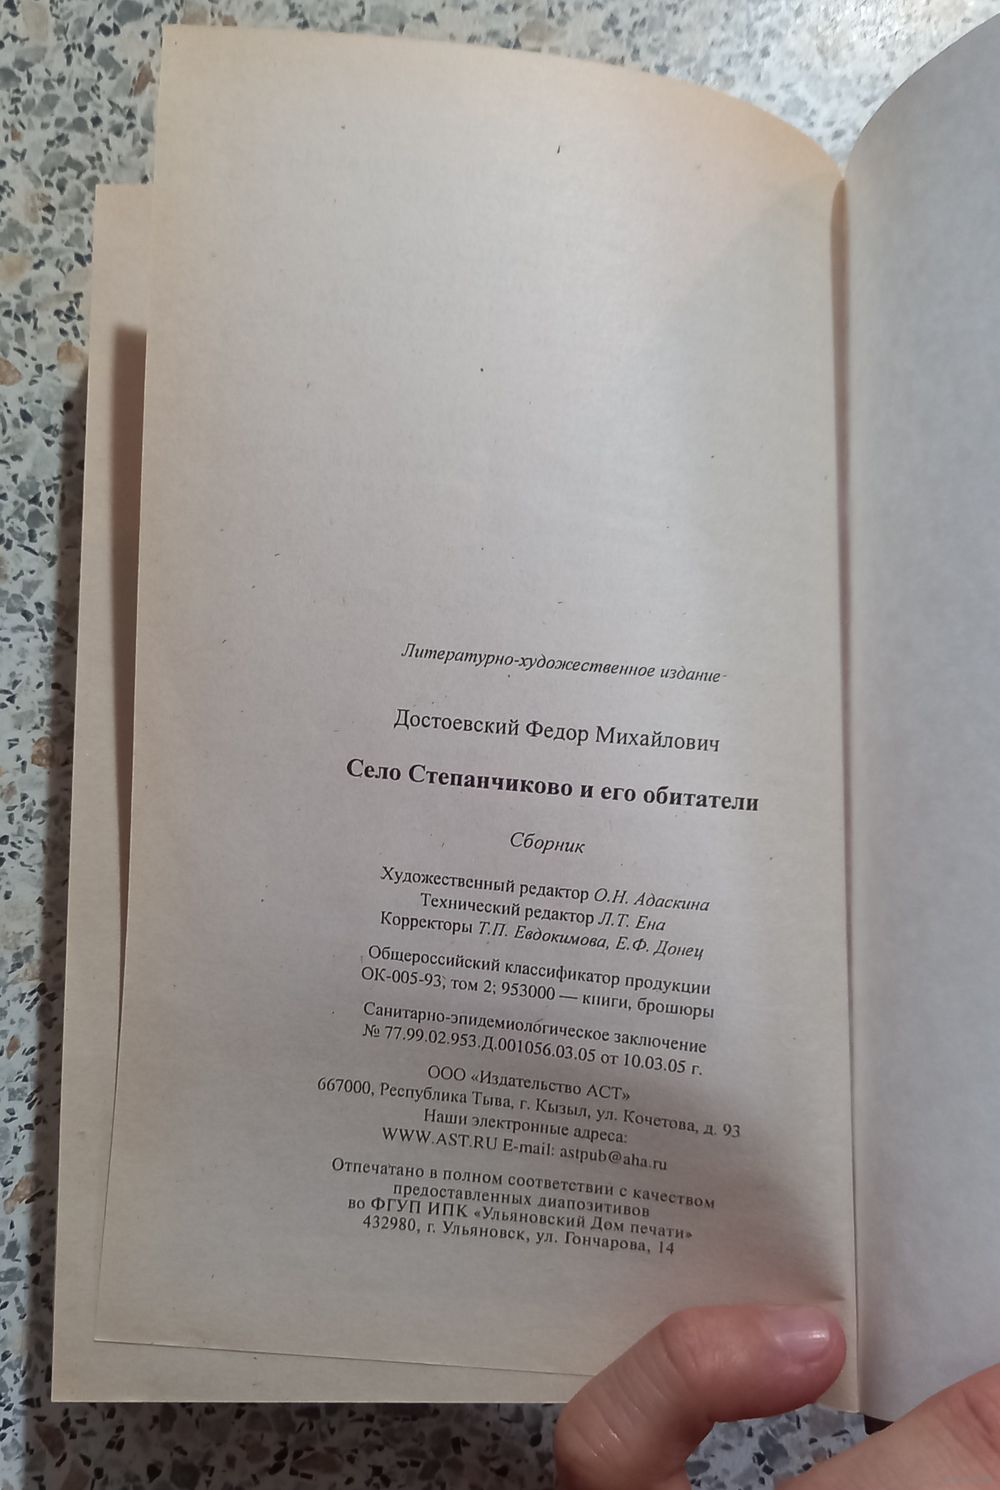 Литературно-художественное издание
Достоевский Федор Михайлович
Село Степанчиково и его обитатели
Сборник
Художественный редактор О.Н. Адаскина
Технический редактор Л.Т. Ена
Корректоры Т.П. Евдокимова, Е.Ф. Донец
Общероссийский классификатор продукции
ОК-005-93, том 2; 953000 — книги, брошюры
Санитарно-эпидемиологическое заключение
№ 77.99.02.953.Д.001056.03.05 от 10.03.05 г.
ООО «Издательство АСТ»
667000, Республика Тыва, г. Кызыл, ул. Кочетова, д. 93
Наши электронные адреса:
WWW.AST.RU E-mail: astpub@aha.ru
Отпечатано в полном соответствии с качеством
предоставленных диапозитивов
во ФГУП ИПК «Ульяновский Дом печати»
432980, г. Ульяновск, ул. Гончарова, 14